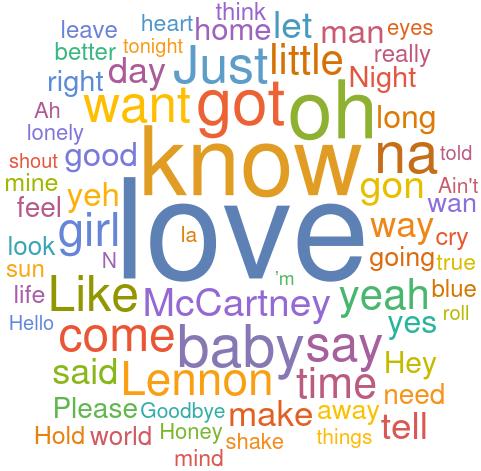 think
leave heart home let man eyes
better tonight Just little really
right day Night
want got oh long
Ah
lonely know na told
shout good
mine yeh gon Ain't
feel love wan
girl la way cry
look N going true
sun 'm
life Like McCartney yeah blue
Hello roll
come baby say yes
said Lennon time Hey
need
Please Goodbye make away tell
Hold world Honey shake things
mind